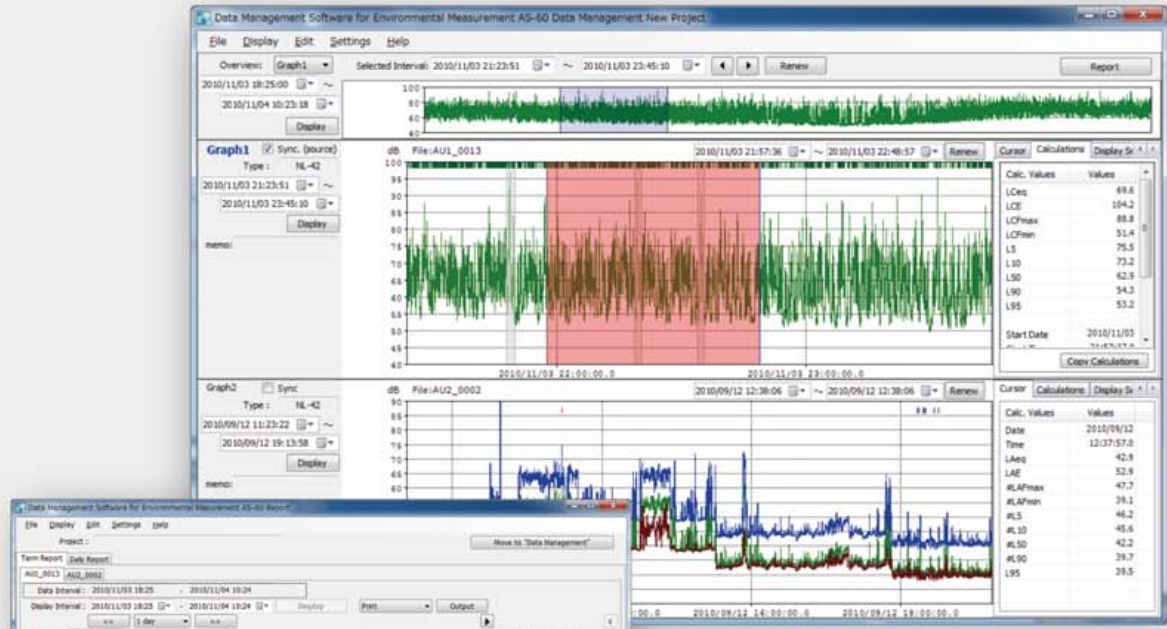 Data Management Software for Environmental Measurement AS-60 Data Management New Project
File Display Edit Settings Help
Overview: Graph1 Selected Interval: 2010/11/03 21:23:51 ~ 2010/11/03 23:45:10 Renew Report
2010/11/03 18:25:00 ~
2010/11/04 10:23:18
Display
100
80
60
40
Graph1 Sync. (source) dB File:AU1_0013 2010/11/03 21:57:36 ~ 2010/11/03 22:48:57 Renew Cursor Calculations
Type : NL-42
2010/11/03 21:23:51 ~
2010/11/03 23:45:10
Display
memo:
100
95
90
85
80
75
70
65
60
55
50
45
40
2010/11/03 22:00:00.0 2010/11/03 23:00:00.0
Calc. Values Values
LCeq 69.6
LCE 104.2
LCFmax 88.8
LCFmin 51.4
L5 75.5
L10 73.2
L50 62.9
L90 54.3
L95 53.2
Start Date 2010/11/03
Copy Calculations
Graph2 Sync dB File:AU2_0002 2010/09/12 12:38:06 ~ 2010/09/12 12:38:06 Renew Cursor Calculations
Type : NL-42
2010/09/12 11:23:22 ~
2010/09/12 19:13:58
Display
memo:
90
85
80
75
70
65
60
:00.0 2010/09/12 16:00:00.0 2010/09/12 18:00:00.0
Calc. Values Values
Date 2010/09/12
Time 12:37:57.0
LAeq 42.9
LAE 52.9
#LAFmax 47.7
#LAFmin 39.1
#L5 46.2
#L10 45.6
#L50 42.2
#L90 39.7
L95 39.5
Data Management Software for Environmental Measurement AS-60 Report
File Display Edit Settings Help
Project : Move to "Data Management"
Term Report Daily Report
AU1_0013 AU2_0002
Data Interval : 2010/11/03 18:25 - 2010/11/04 10:24
Display Interval : 2010/11/03 18:25 - 2010/11/04 10:24 Display Print Output
<< 1 day >>